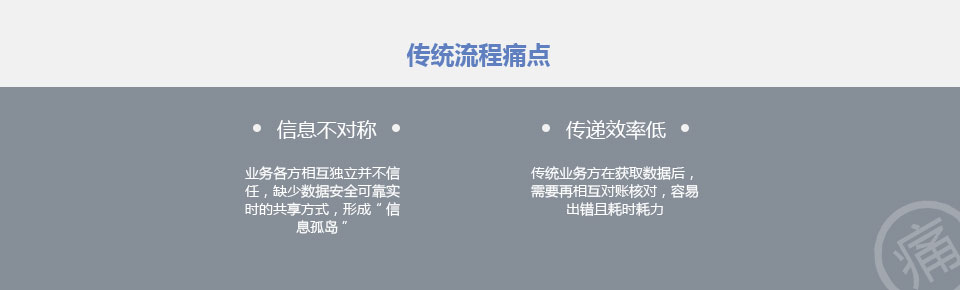 传统流程痛点
• 信息不对称 •
业务各方相互独立并不信
任，缺少数据安全可靠实
时的共享方式，形成＂信
息孤岛＂
• 传递效率低 •
传统业务方在获取数据后，
需要再相互对账核对，容易
出错且耗时耗力
痛